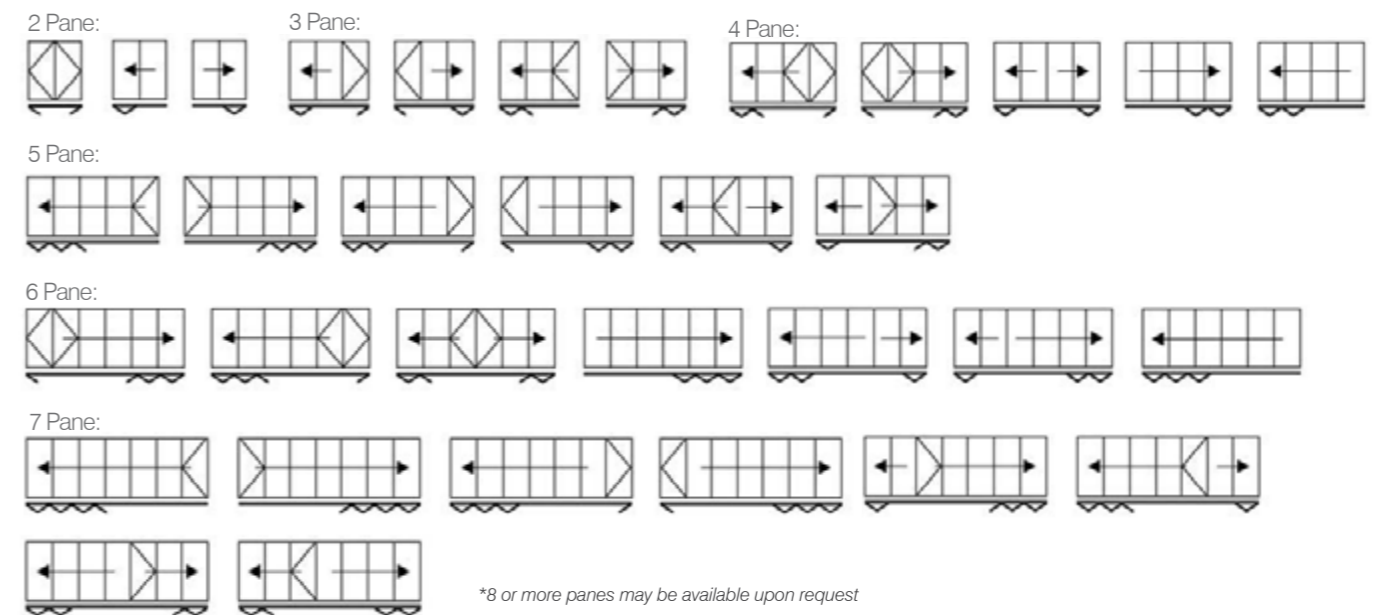 2 Pane:
3 Pane:
4 Pane:
5 Pane:
6 Pane:
7 Pane:
*8 or more panes may be available upon request